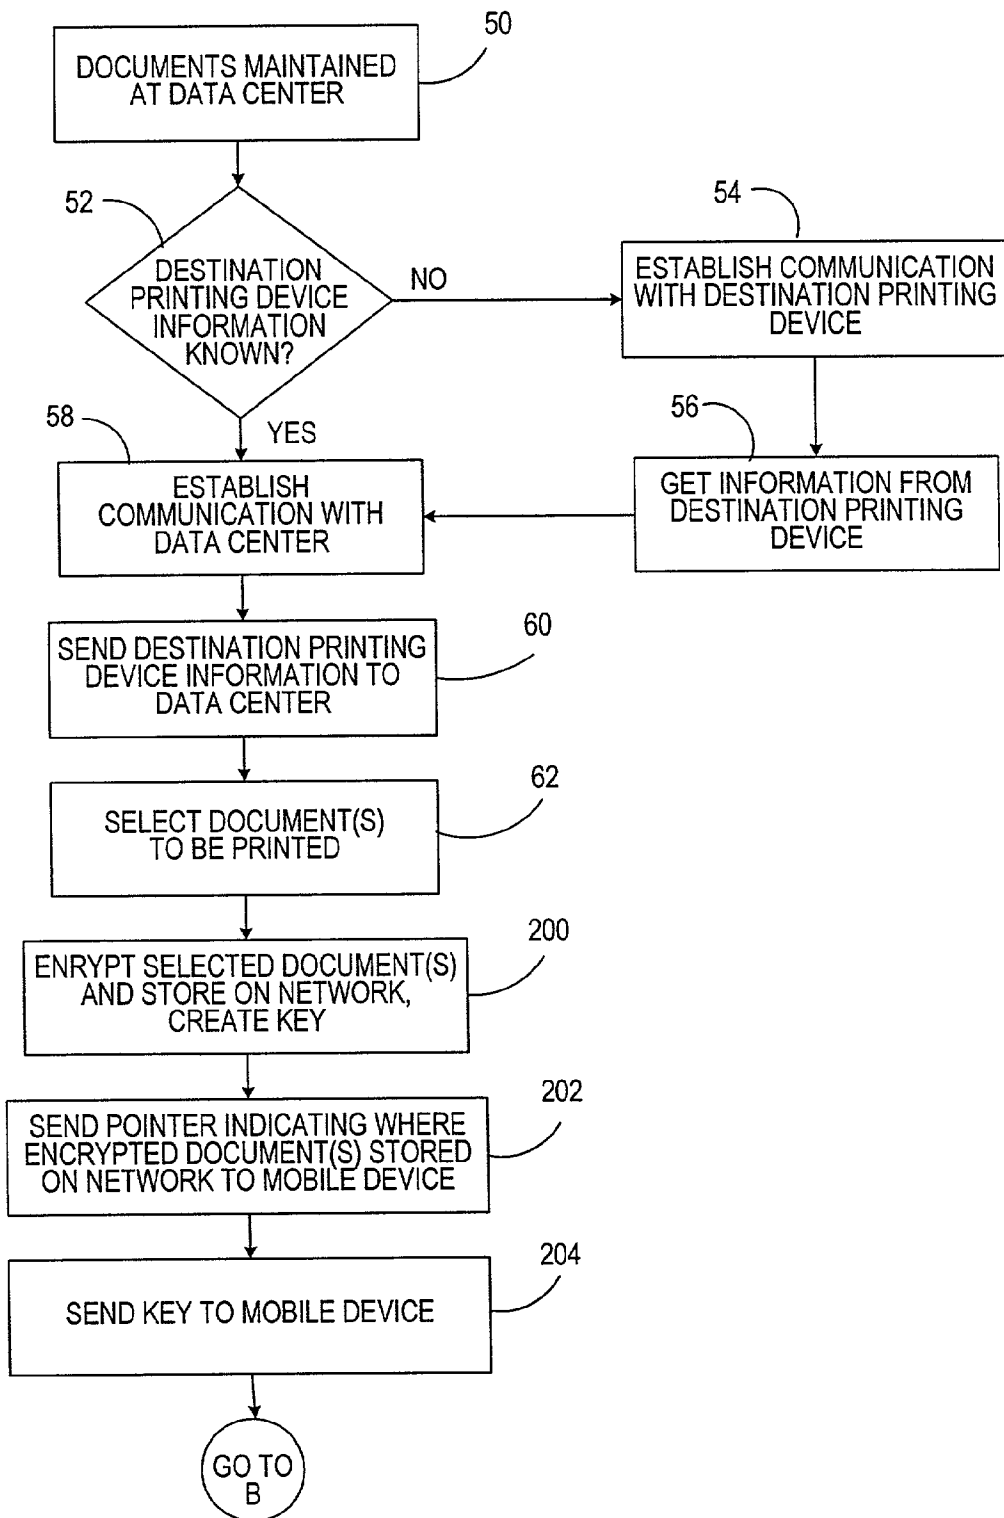 50
DOCUMENTS MAINTAINED
AT DATA CENTER
52
DESTINATION
PRINTING DEVICE
INFORMATION
KNOWN?
NO
54
ESTABLISH COMMUNICATION
WITH DESTINATION PRINTING
DEVICE
YES
56
GET INFORMATION FROM
DESTINATION PRINTING
DEVICE
58
ESTABLISH
COMMUNICATION WITH
DATA CENTER
60
SEND DESTINATION PRINTING
DEVICE INFORMATION TO
DATA CENTER
62
SELECT DOCUMENT(S)
TO BE PRINTED
200
ENRYPT SELECTED DOCUMENT(S)
AND STORE ON NETWORK,
CREATE KEY
202
SEND POINTER INDICATING WHERE
ENCRYPTED DOCUMENT(S) STORED
ON NETWORK TO MOBILE DEVICE
204
SEND KEY TO MOBILE DEVICE
GO TO
B